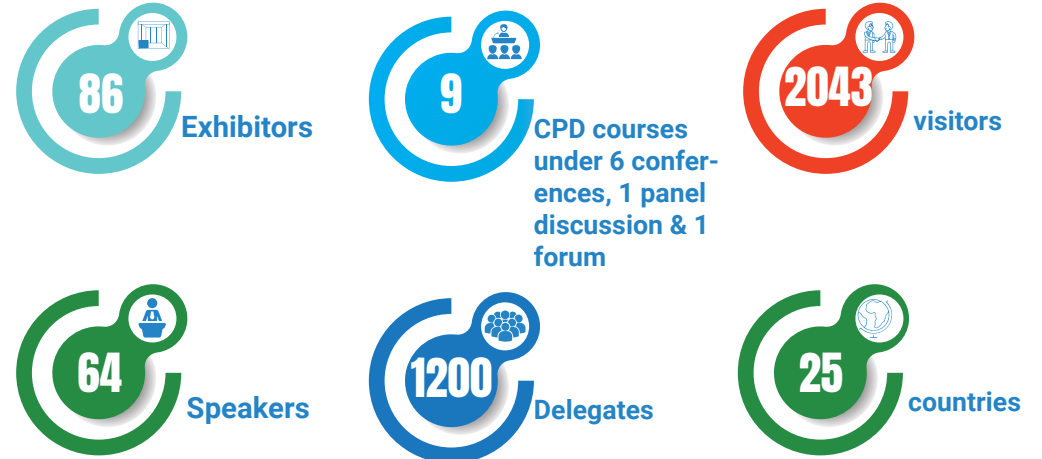 86
Exhibitors
9
CPD courses
under 6 confer-
ences, 1 panel
discussion & 1
forum
2043
visitors
64
Speakers
1200
Delegates
25
countries